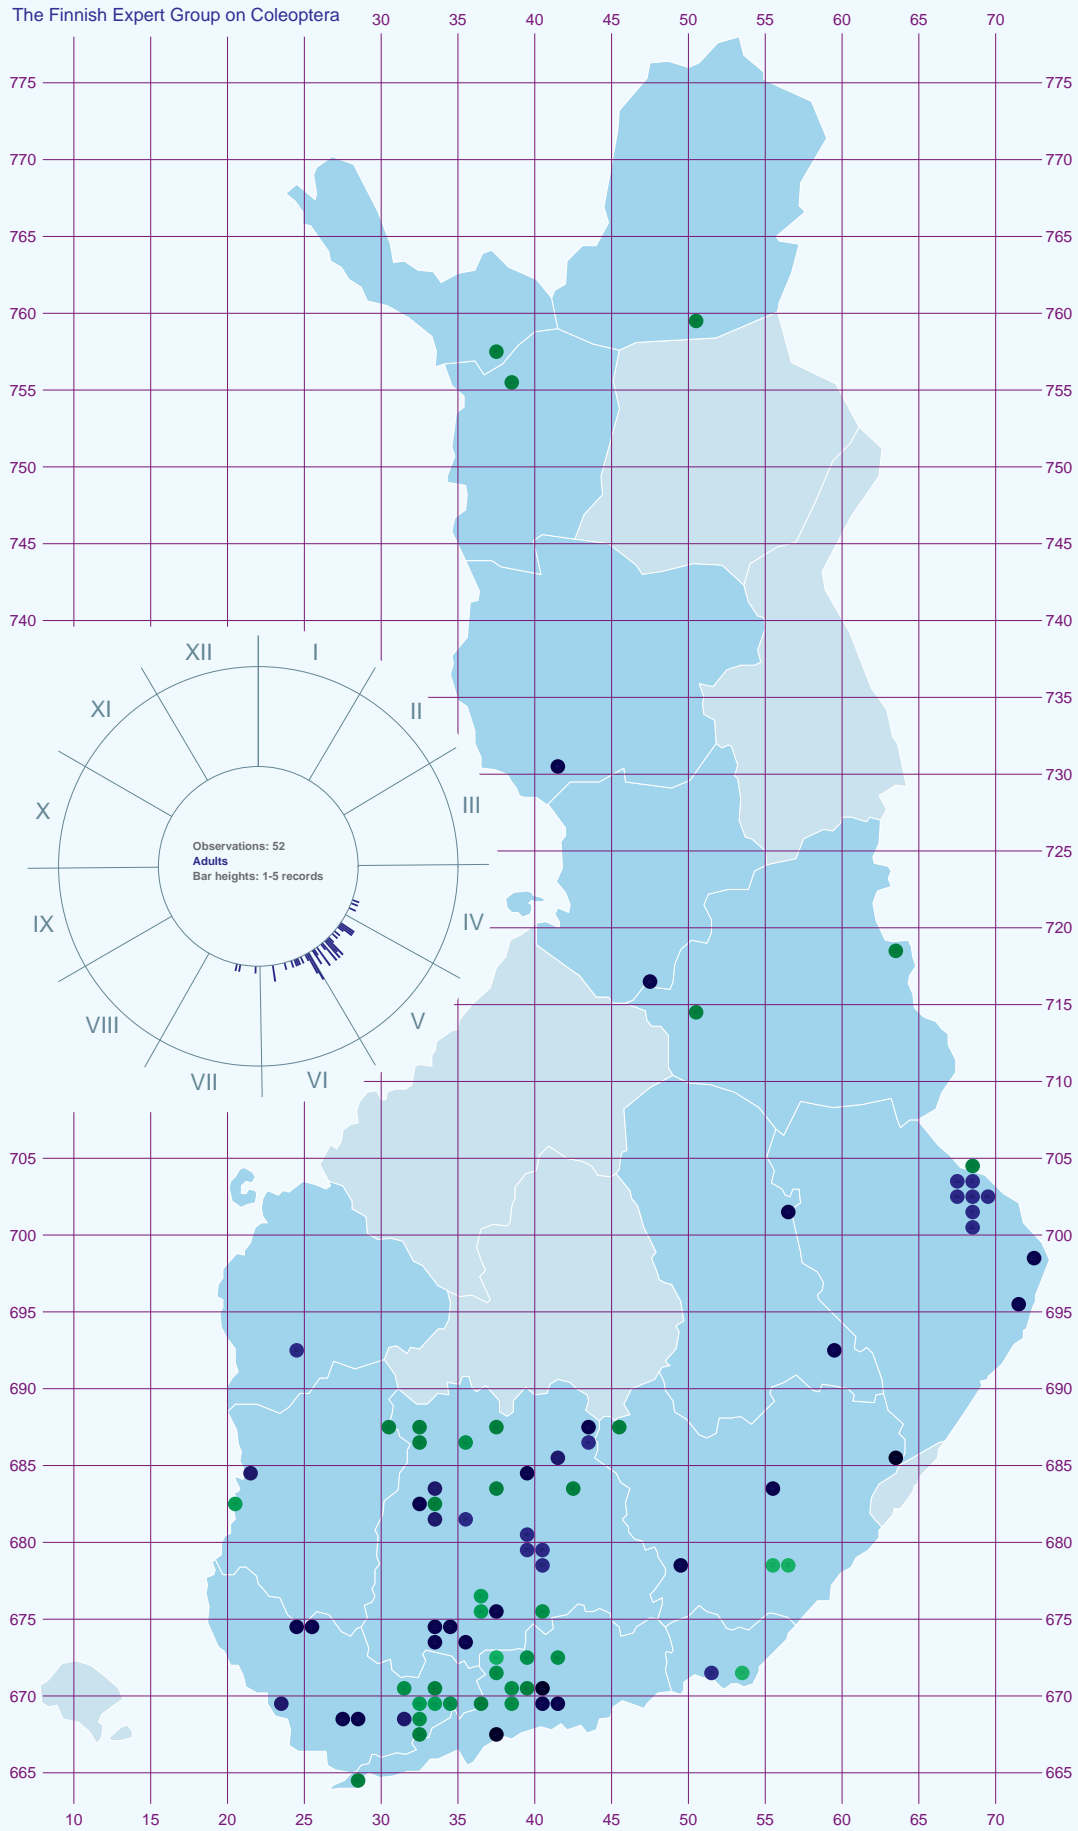 The Finnish Expert Group on Coleoptera
30 35 40 45 50 55 60 65 70
775 775
770 770
765 765
760 760
755 755
750 750
745 745
740 740
XII I
XI II
735
730
X III
Observations: 52
Adults
Bar heights: 1-5 records
725
IX IV
720
VIII V
715
VII VI
710
705 705
700 700
695 695
690 690
685 685
680 680
675 675
670 670
665 665
10 15 20 25 30 35 40 45 50 55 60 65 70